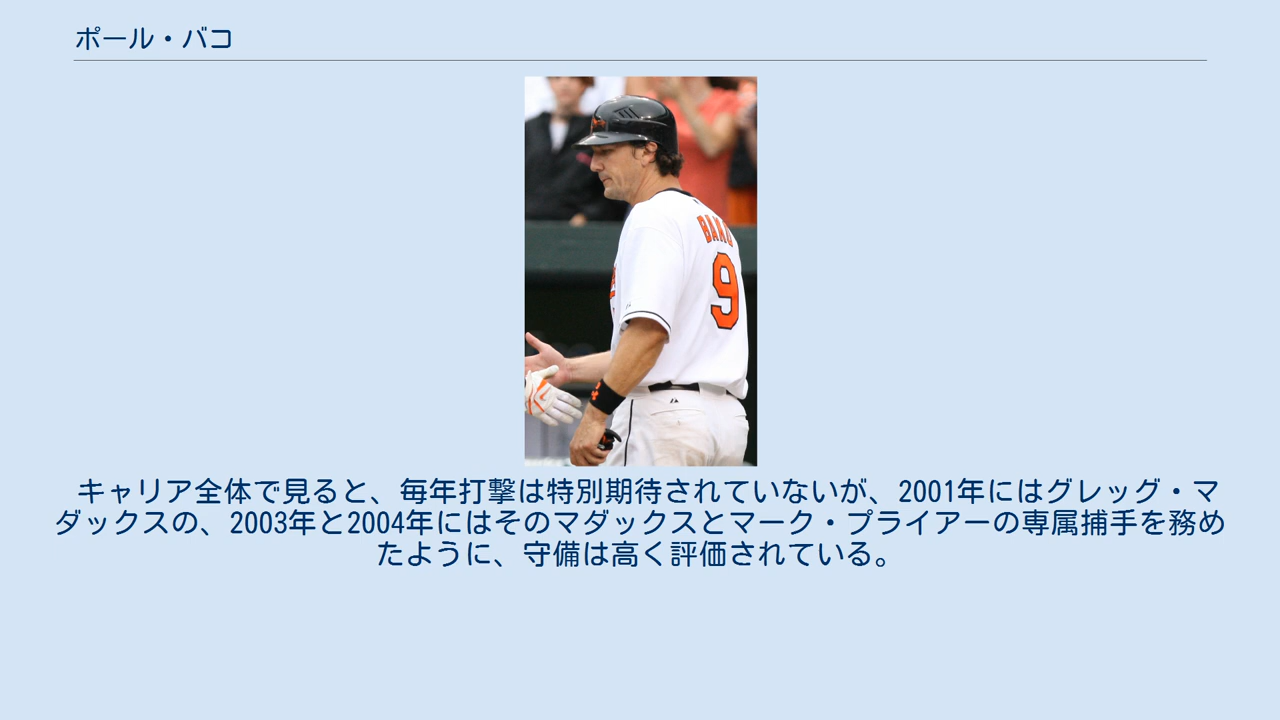 ポール・バコ
BAKO
9
キャリア全体で見ると、毎年打撃は特別期待されていないが、2001年にはグレッグ・マ
ダックスの、2003年と2004年にはそのマダックスとマーク・プライアーの専属捕手を務め
たように、守備は高く評価されている。